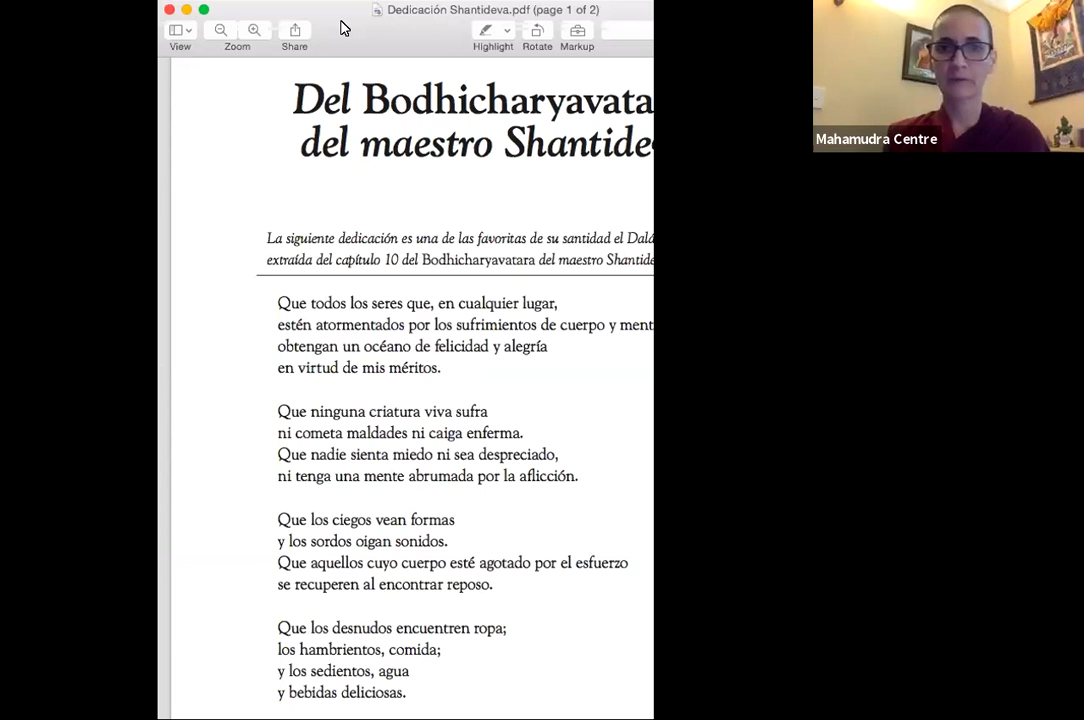 Dedicación Shantideva.pdf (page 1 of 2)
View
Zoom
Share
Highlight
Rotate
Markup
Mahamudra Centre
Del Bodhicharyavata
del maestro Shantide
La siguiente dedicación es una de las favoritas de su santidad el Dalá
extraída del capítulo 10 del Bodhicharyavatara del maestro Shantide
Que todos los seres que, en cualquier lugar,
estén atormentados por los sufrimientos de cuerpo y ment
obtengan un océano de felicidad y alegría
en virtud de mis méritos.
Que ninguna criatura viva sufra
ni cometa maldades ni caiga enferma.
Que nadie sienta miedo ni sea despreciado,
ni tenga una mente abrumada por la aflicción.
Que los ciegos vean formas
y los sordos oigan sonidos.
Que aquellos cuyo cuerpo esté agotado por el esfuerzo
se recuperen al encontrar reposo.
Que los desnudos encuentren ropa;
los hambrientos, comida;
y los sedientos, agua
y bebidas deliciosas.